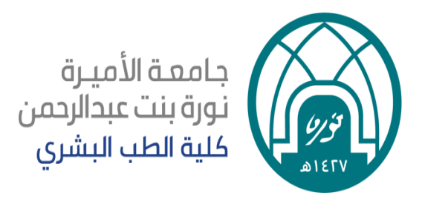 جامعة الأميرة
نورة بنت عبدالرحمن
كلية الطب البشري
نورة
١٤٢٧هـ